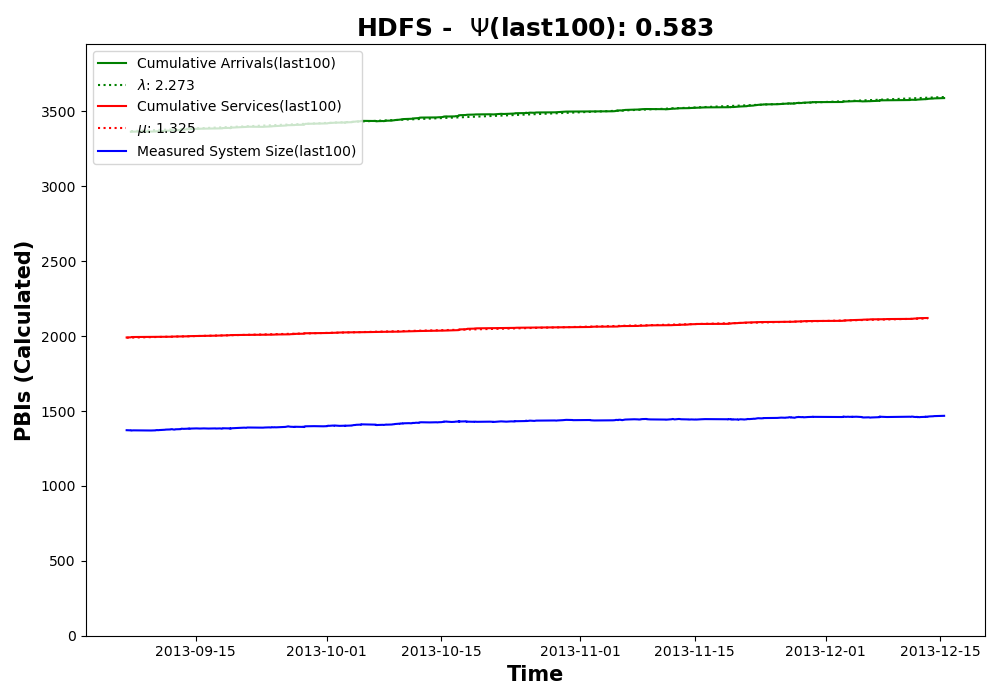 HDFS - Ψ(last100): 0.583
Cumulative Arrivals(last100)
λ: 2.273
Cumulative Services(last100)
μ: 1.325
Measured System Size(last100)
PBIs (Calculated)
3500
3000
2500
2000
1500
1000
500
0
2013-09-15 2013-10-01 2013-10-15 2013-11-01 2013-11-15 2013-12-01 2013-12-15
Time